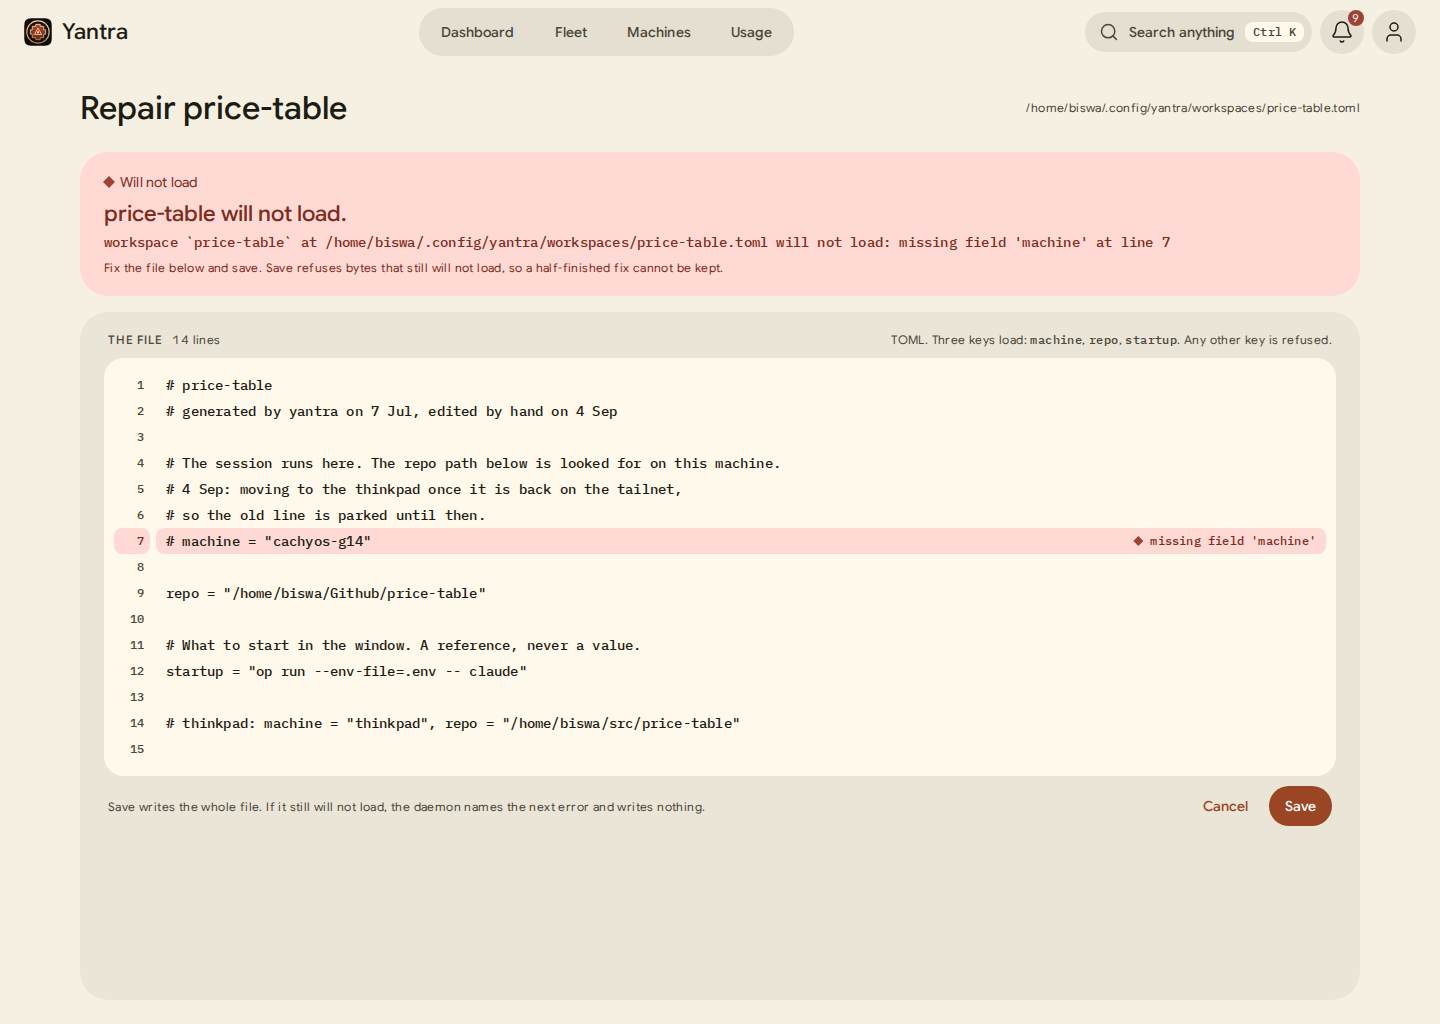 Yantra
Dashboard Fleet Machines Usage
Search anything Ctrl K
9
Repair price-table
/home/biswa/.config/yantra/workspaces/price-table.toml
Will not load
price-table will not load.
workspace `price-table` at /home/biswa/.config/yantra/workspaces/price-table.toml will not load: missing field 'machine' at line 7
Fix the file below and save. Save refuses bytes that still will not load, so a half-finished fix cannot be kept.
THE FILE 14 lines
TOML. Three keys load: machine, repo, startup. Any other key is refused.
1 # price-table
2 # generated by yantra on 7 Jul, edited by hand on 4 Sep
3
4 # The session runs here. The repo path below is looked for on this machine.
5 # 4 Sep: moving to the thinkpad once it is back on the tailnet,
6 # so the old line is parked until then.
7 # machine = "cachyos-g14" missing field 'machine'
8
9 repo = "/home/biswa/Github/price-table"
10
11 # What to start in the window. A reference, never a value.
12 startup = "op run --env-file=.env -- claude"
13
14 # thinkpad: machine = "thinkpad", repo = "/home/biswa/src/price-table"
15
Save writes the whole file. If it still will not load, the daemon names the next error and writes nothing.
Cancel Save